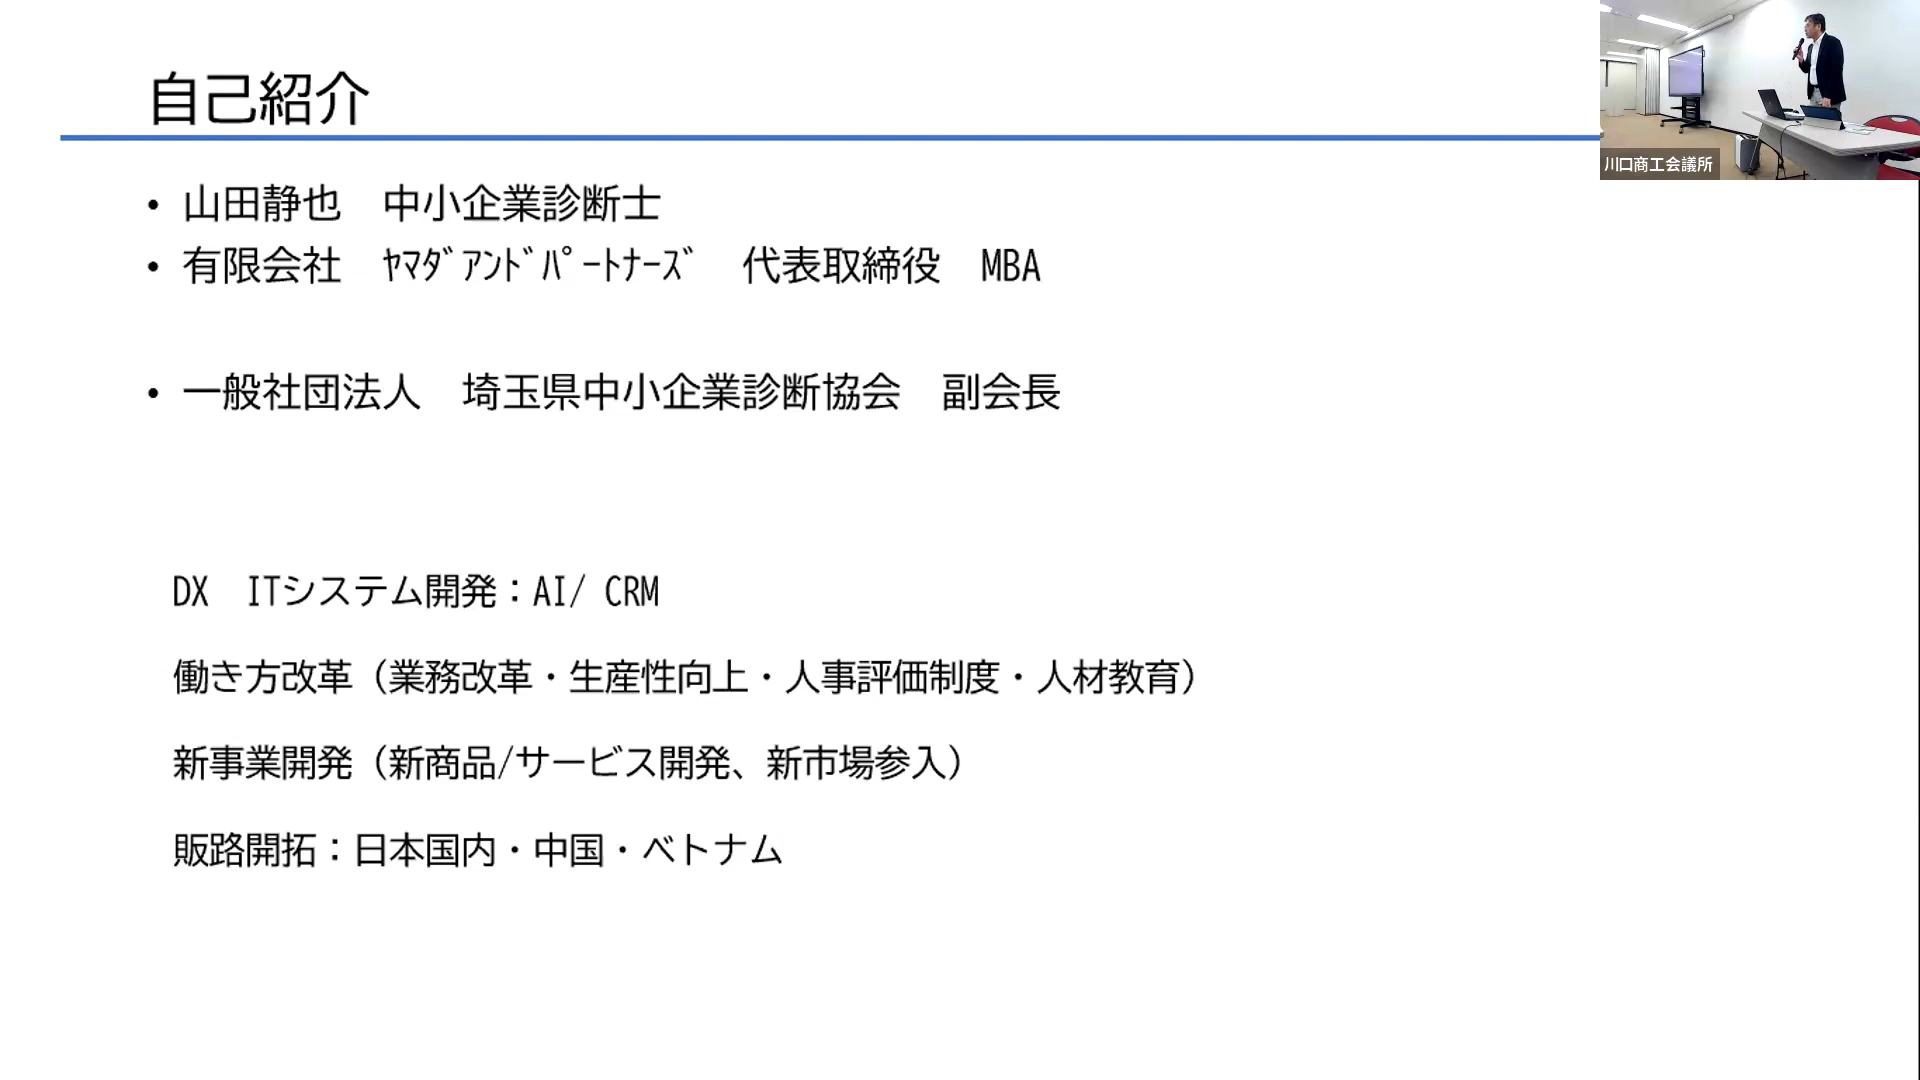 自己紹介
川口商工会議所
• 山田静也　中小企業診断士
• 有限会社　ﾔﾏﾀﾞｱﾝﾄﾞﾊﾟｰﾄﾅｰｽﾞ　代表取締役　MBA
• 一般社団法人　埼玉県中小企業診断協会　副会長
DX　ITシステム開発：AI/ CRM
働き方改革（業務改革・生産性向上・人事評価制度・人材教育）
新事業開発（新商品/サービス開発、新市場参入）
販路開拓：日本国内・中国・ベトナム